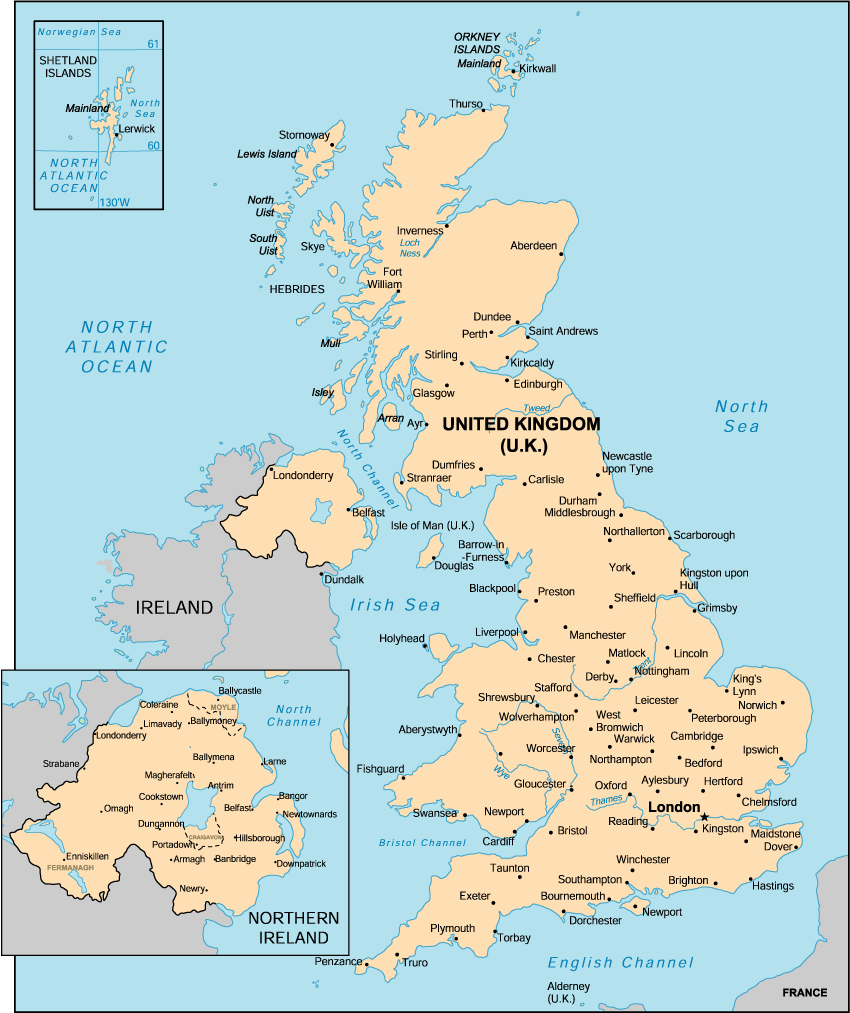 Norwegian Sea
61
SHETLAND
ISLANDS
Mainland
North
Sea
Lerwick
60
NORTH
ATLANTIC
OCEAN
130'W
ORKNEY
ISLANDS
Mainland
Kirkwall
Thurso
Stornoway
Lewis Island
North
Uist
South
Uist
Skye
HEBRIDES
Inverness
Loch
Ness
Aberdeen
Fort
William
NORTH
ATLANTIC
OCEAN
Mull
Dundee
Perth
Saint Andrews
Stirling
Kirkcaldy
Glasgow
Edinburgh
Isley
Arran
Ayr
Tweed
UNITED KINGDOM
(U.K.)
North
Sea
North Channel
Newcastle
upon Tyne
Londonderry
Dumfries
Stranraer
Carlisle
Durham
Middlesbrough
Belfast
Isle of Man (U.K.)
Northallerton
Scarborough
Barrow-in
-Furness
Douglas
Dundalk
York
Kingston upon
Hull
Blackpool
Preston
Sheffield
Grimsby
IRELAND
Irish Sea
Liverpool
Manchester
Holyhead
Chester
Matlock
Lincoln
Trent
Derby
Nottingham
King's
Lynn
Stafford
Shrewsbury
Leicester
Norwich
Wolverhampton
West
Bromwich
Peterborough
Aberystwyth
Severn
Warwick
Cambridge
Worcester
Northampton
Bedford
Ipswich
Fishguard
Wye
Gloucester
Oxford
Aylesbury
Hertford
Chelmsford
Thames
London
Swansea
Newport
Reading
Kingston
Maidstone
Bristol Channel
Cardiff
Bristol
Dover
Winchester
Taunton
Southampton
Brighton
Hastings
Exeter
Bournemouth
Newport
Dorchester
Plymouth
Torbay
Penzance
Truro
English Channel
Alderney
(U.K.)
FRANCE
Ballycastle
Coleraine
MOYLE
North
Channel
Limavady
Ballymoney
Londonderry
Strabane
Ballymena
Larne
Magherafelt
Antrim
Cookstown
Bangor
Omagh
Belfast
Newtownards
Dungannon
CRAIGAVON
Hillsborough
Portadown
Enniskillen
Armagh
Banbridge
Downpatrick
FERMANAGH
Newry
NORTHERN
IRELAND